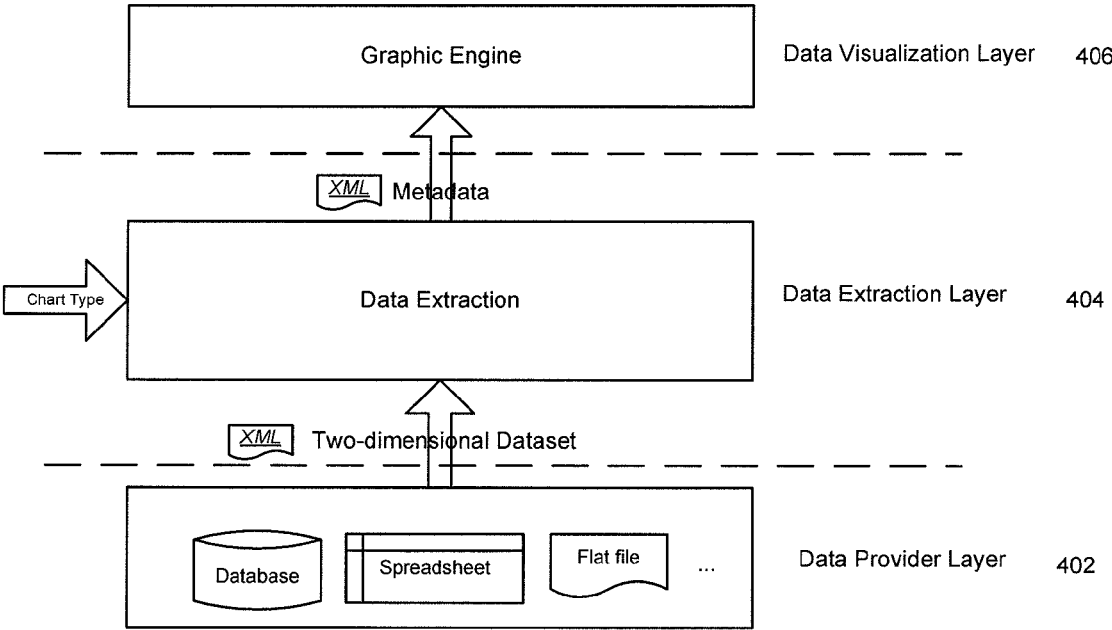 Graphic Engine
Data Visualization Layer 406
XML Metadata
Chart Type
Data Extraction
Data Extraction Layer 404
XML Two-dimensional Dataset
Database
Spreadsheet
Flat file
...
Data Provider Layer 402